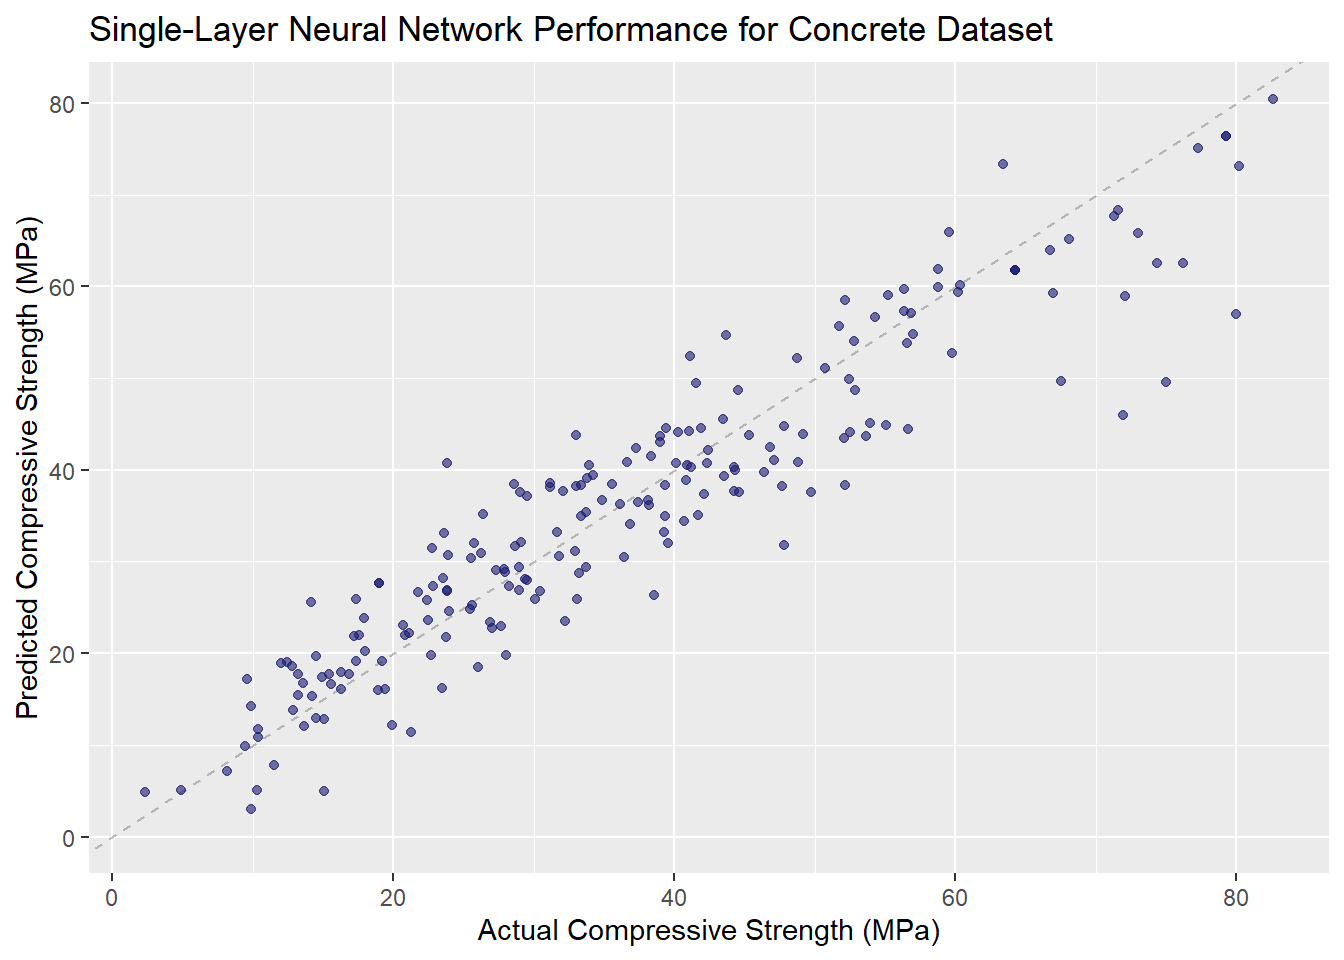 Single-Layer Neural Network Performance for Concrete Dataset
Predicted Compressive Strength (MPa)
80
60
40
20
0
0 20 40 60 80
Actual Compressive Strength (MPa)